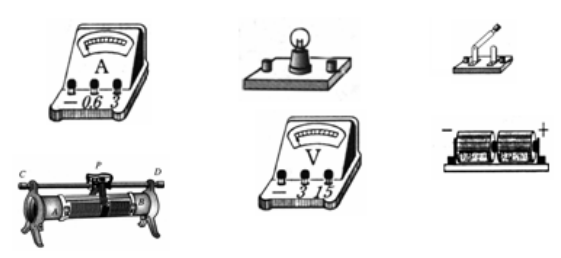 A
— 0.6 3
C P D
A B
V
— 3 15
— +